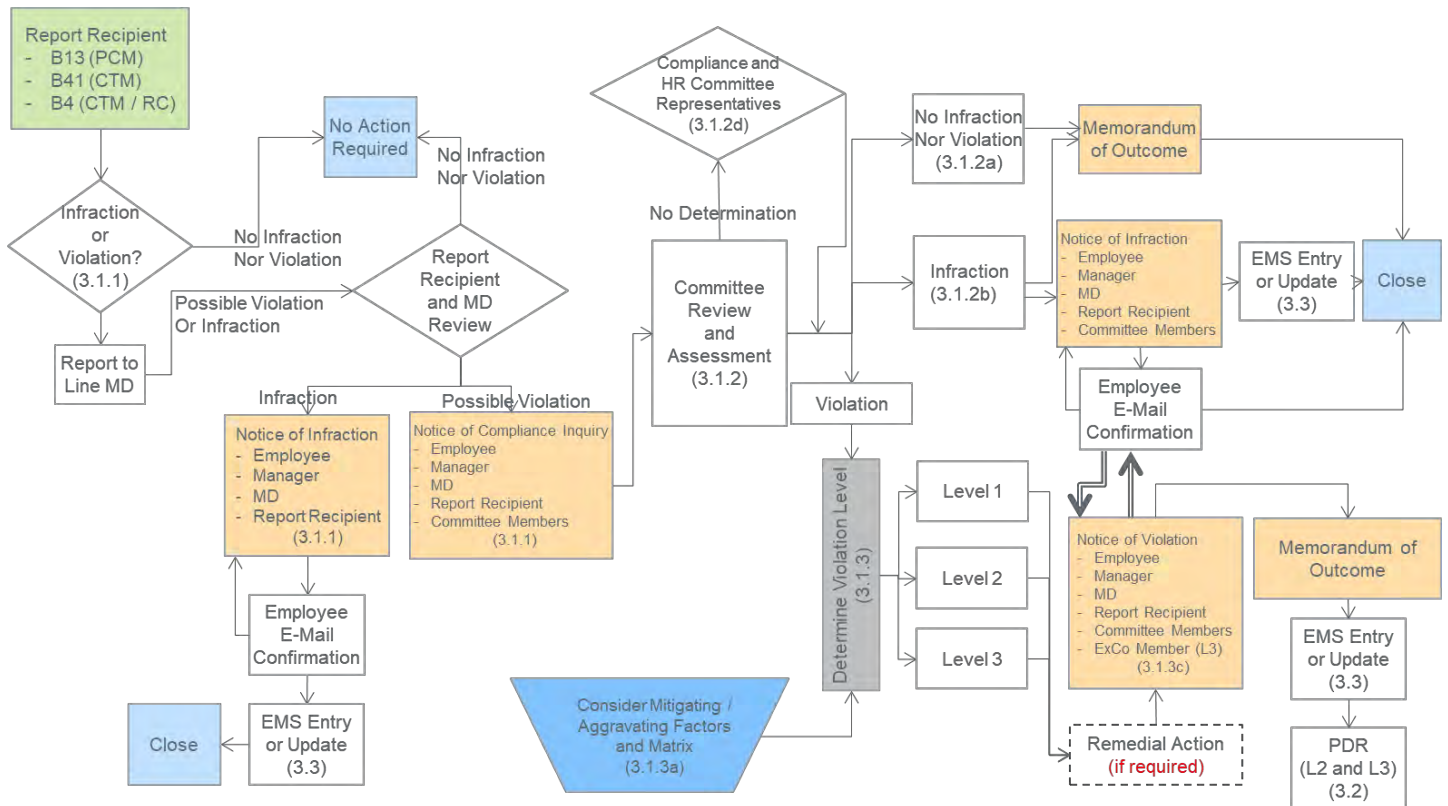 Report Recipient
- B13 (PCM)
- B41 (CTM)
- B4 (CTM / RC)
Infraction
or
Violation?
(3.1.1)
No Infraction
Nor Violation
No Action
Required
No Infraction
Nor Violation
Report to
Line MD
Possible Violation
Or Infraction
Report
Recipient
and MD
Review
Infraction
Notice of Infraction
- Employee
- Manager
- MD
- Report Recipient
(3.1.1)
Employee
E-Mail
Confirmation
EMS Entry
or Update
(3.3)
Close
Possible Violation
Notice of Compliance Inquiry
- Employee
- Manager
- MD
- Report Recipient
- Committee Members
(3.1.1)
Compliance and
HR Committee
Representatives
(3.1.2d)
No Determination
Committee
Review
and
Assessment
(3.1.2)
No Infraction
Nor Violation
(3.1.2a)
Memorandum
of Outcome
Infraction
(3.1.2b)
Notice of Infraction
- Employee
- Manager
- MD
- Report Recipient
- Committee Members
EMS Entry
or Update
(3.3)
Close
Employee
E-Mail
Confirmation
Violation
Determine Violation Level
(3.1.3)
Consider Mitigating /
Aggravating Factors
and Matrix
(3.1.3a)
Level 1
Level 2
Level 3
Notice of Violation
- Employee
- Manager
- MD
- Report Recipient
- Committee Members
- ExCo Member (L3)
(3.1.3c)
Remedial Action
(if required)
Memorandum of
Outcome
EMS Entry
or Update
(3.3)
PDR
(L2 and L3)
(3.2)